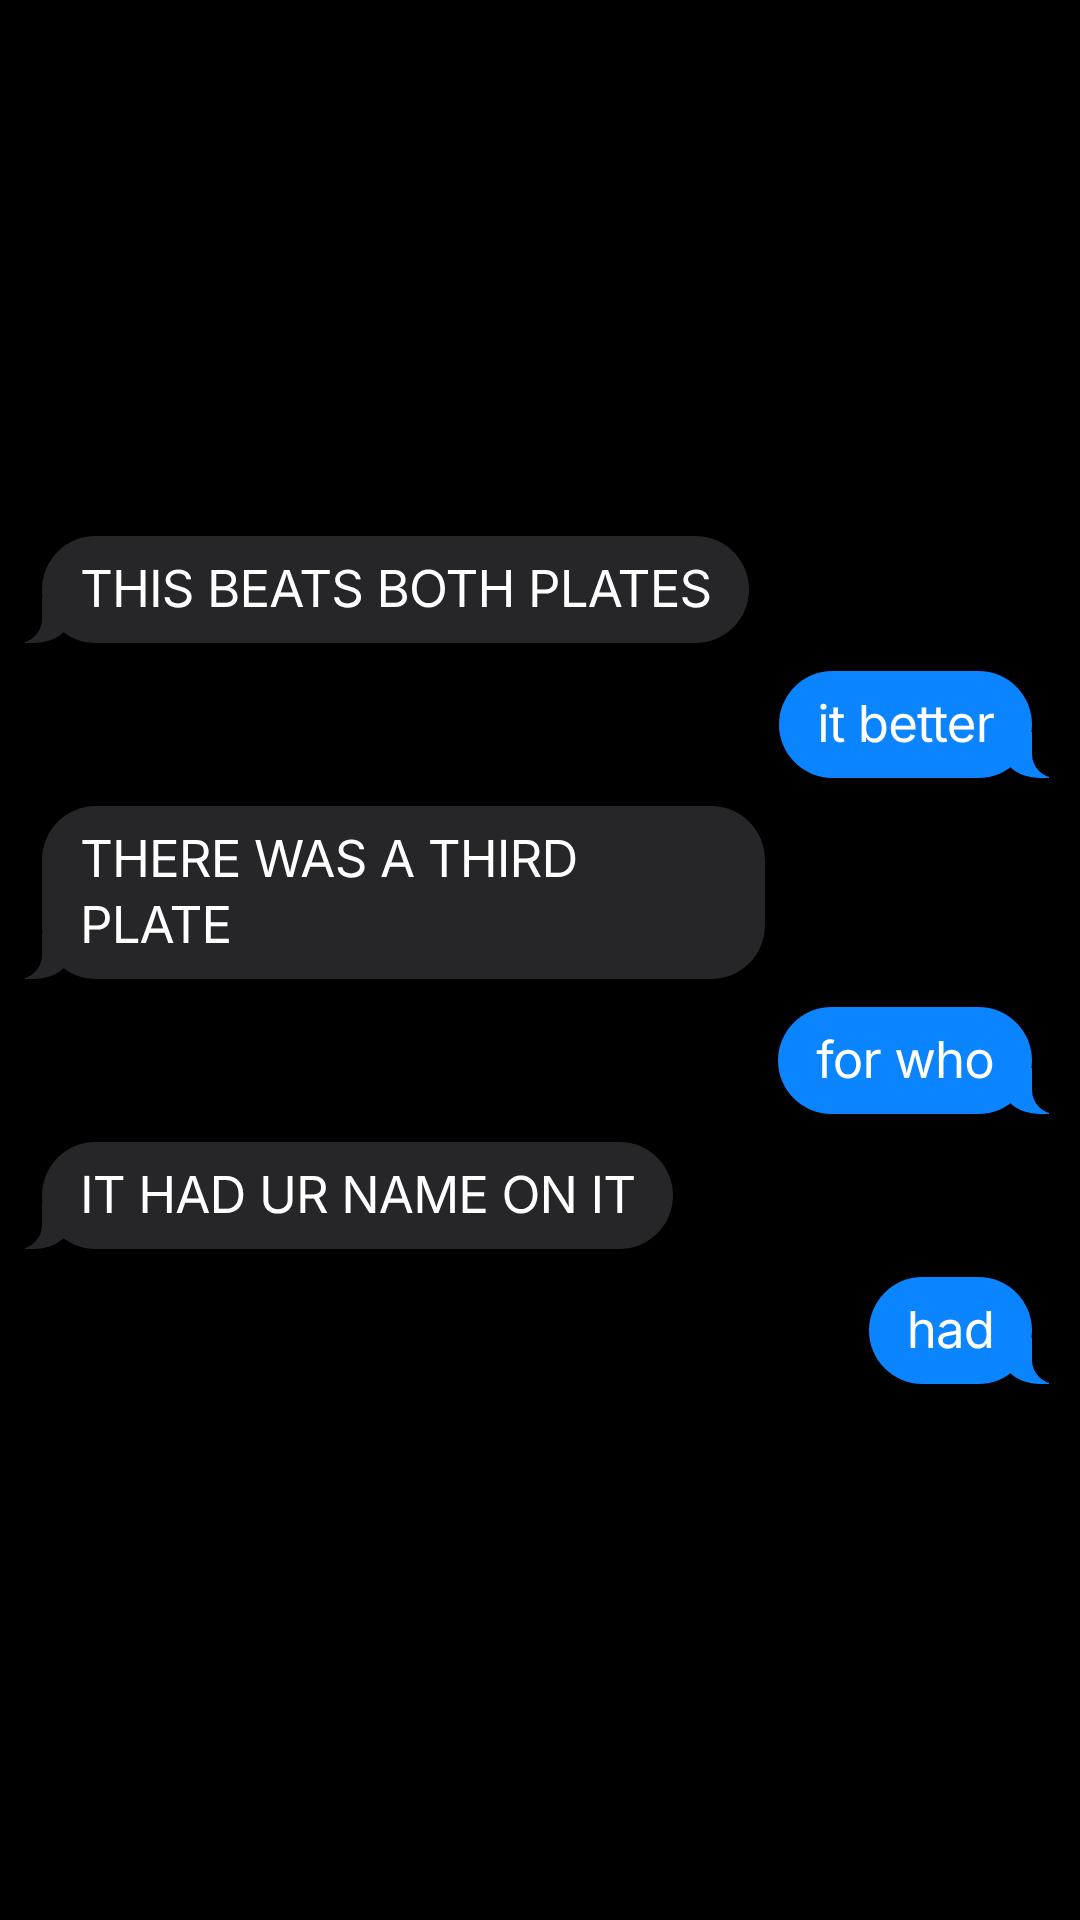 THIS BEATS BOTH PLATES
it better
THERE WAS A THIRD
PLATE
for who
IT HAD UR NAME ON IT
had